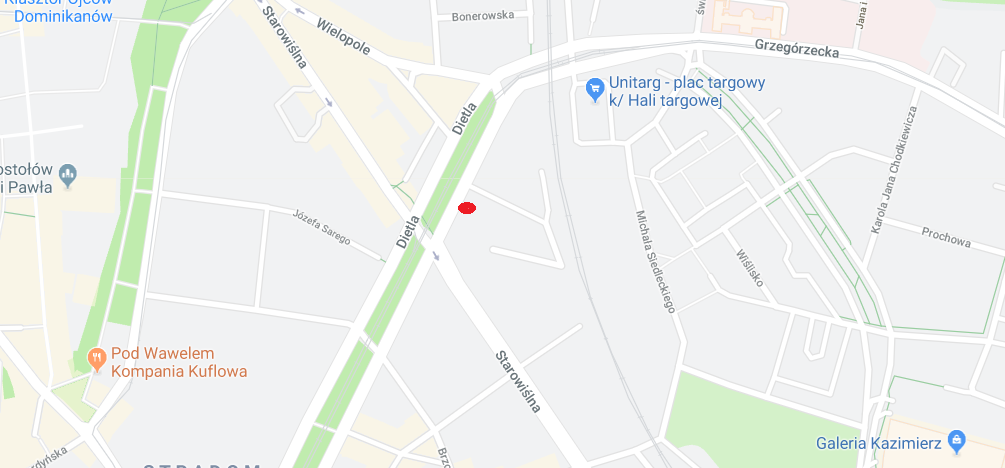 Klasztor Ojców
Dominikanów
Starowiślna
Wielopole
Bonerowska
Jana i
Grzegórzecka
Unitarg - plac targowy
k/ Hali targowej
Dietla
Karola Jana Chodkiewicza
i Pawła
Józefa Sarego
Dietla
Michała Siedleckiego
Prochowa
Wiślisko
Pod Wawelem
Kompania Kuflowa
Starowiślna
Galeria Kazimierz
STRADOM